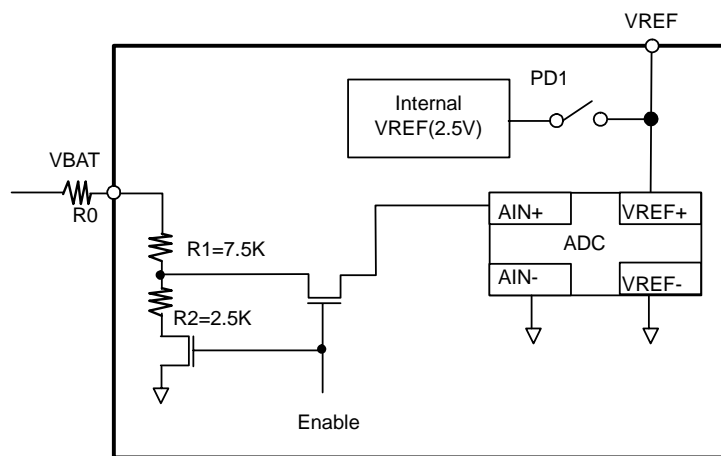 VREF
PD1
Internal
VREF(2.5V)
VBAT
R0
R1=7.5K
AIN+
VREF+
ADC
AIN-
VREF-
R2=2.5K
Enable